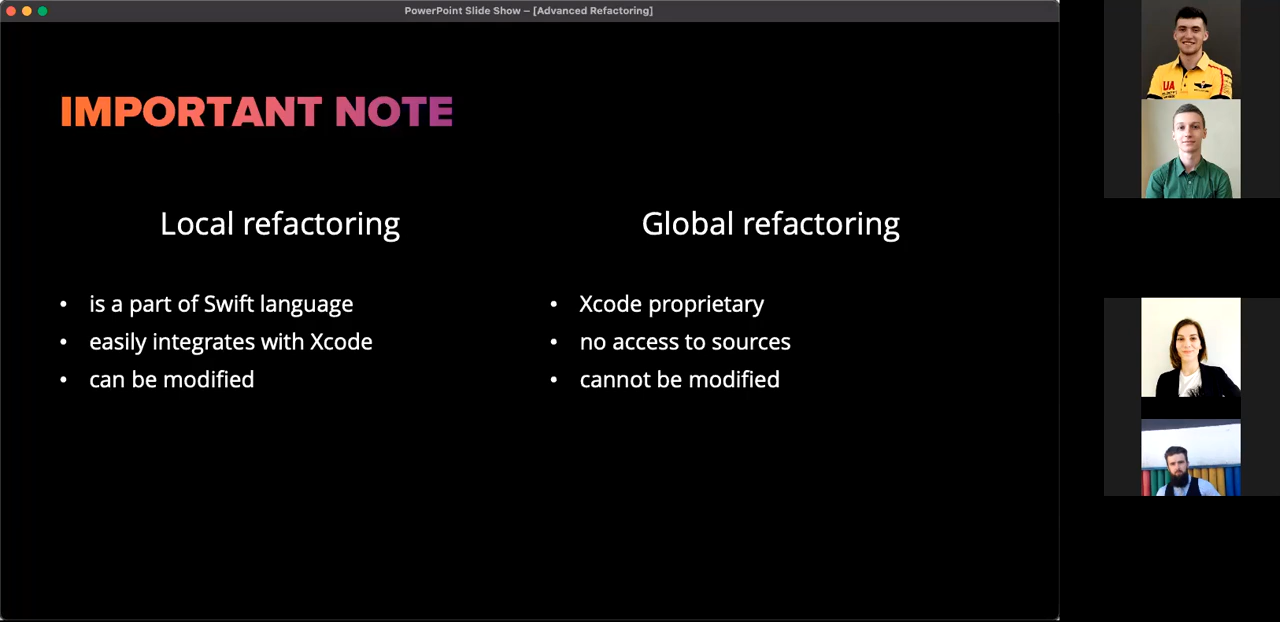 PowerPoint Slide Show – [Advanced Refactoring]
IMPORTANT NOTE
Local refactoring
• is a part of Swift language
• easily integrates with Xcode
• can be modified
Global refactoring
• Xcode proprietary
• no access to sources
• cannot be modified
UA